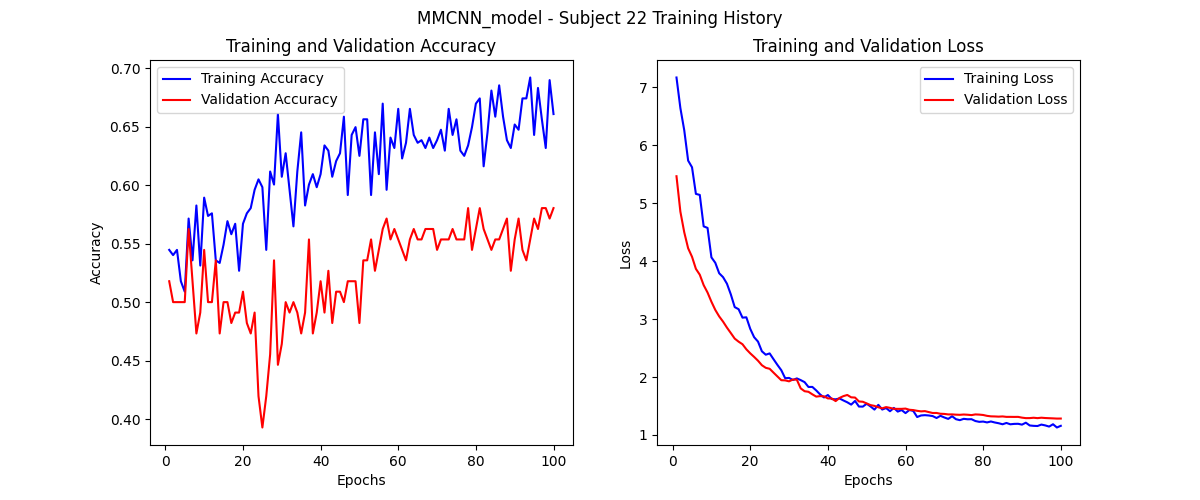 MMCNN_model - Subject 22 Training History
Training and Validation Accuracy
Training Accuracy
Validation Accuracy
Accuracy
0.70
0.65
0.60
0.55
0.50
0.45
0.40
0
20
40
60
80
100
Epochs
Training and Validation Loss
Training Loss
Validation Loss
Loss
7
6
5
4
3
2
1
0
20
40
60
80
100
Epochs